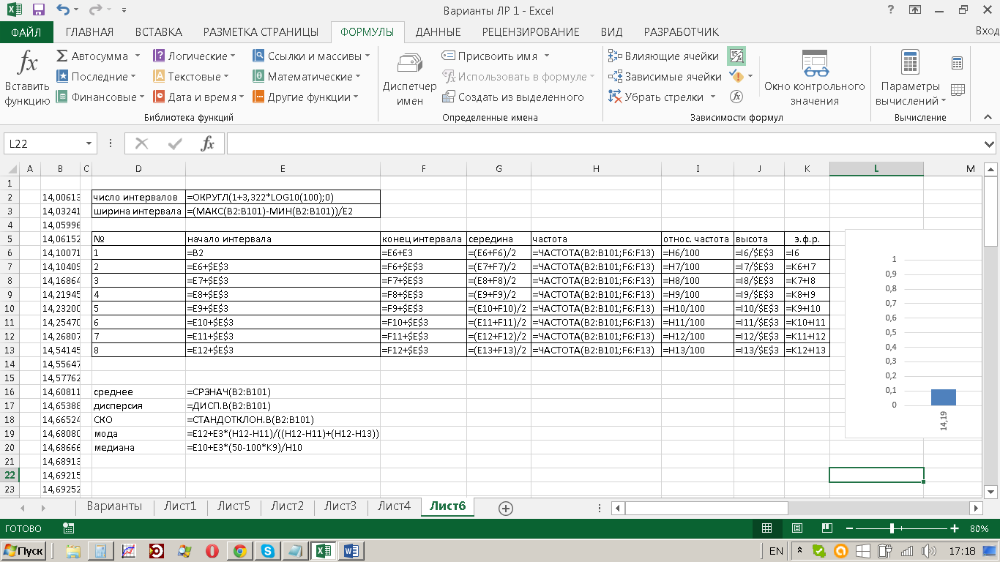 Варианты ЛР 1 - Excel
?
ФАЙЛ ГЛАВНАЯ ВСТАВКА РАЗМЕТКА СТРАНИЦЫ ФОРМУЛЫ ДАННЫЕ РЕЦЕНЗИРОВАНИЕ ВИД РАЗРАБОТЧИК Вход
fx Σ Автосумма ? Логические Ссылки и массивы Присвоить имя Влияющие ячейки
Вставить функцию Последние A Текстовые θ Математические Диспетчер имен Использовать в формуле Зависимые ячейки Окно контрольного значения Параметры вычислений
Финансовые Дата и время Другие функции Создать из выделенного Убрать стрелки
Библиотека функций Определенные имена Зависимости формул Вычисление
L22 fx
A B C D E F G H I J K L M
1
2 14,00613 число интервалов =ОКРУГЛ(1+3,322*LOG10(100);0)
3 14,03241 ширина интервала =(МАКС(B2:B101)-МИН(B2:B101))/E2
4 14,05996
5 14,06152 № начало интервала конец интервала середина частота относ. частота высота э.ф.р.
6 14,10071 1 =B2 =E6+E3 =(E6+F6)/2 =ЧАСТОТА(B2:B101;F6:F13) =H6/100 =I6/$E$3 =I6
7 14,10409 2 =E6+$E$3 =F6+$E$3 =(E7+F7)/2 =ЧАСТОТА(B2:B101;F6:F13) =H7/100 =I7/$E$3 =K6+I7
8 14,16864 3 =E7+$E$3 =F7+$E$3 =(E8+F8)/2 =ЧАСТОТА(B2:B101;F6:F13) =H8/100 =I8/$E$3 =K7+I8
9 14,21945 4 =E8+$E$3 =F8+$E$3 =(E9+F9)/2 =ЧАСТОТА(B2:B101;F6:F13) =H9/100 =I9/$E$3 =K8+I9
10 14,23200 5 =E9+$E$3 =F9+$E$3 =(E10+F10)/2 =ЧАСТОТА(B2:B101;F6:F13) =H10/100 =I10/$E$3 =K9+I10
11 14,25470 6 =E10+$E$3 =F10+$E$3 =(E11+F11)/2 =ЧАСТОТА(B2:B101;F6:F13) =H11/100 =I11/$E$3 =K10+I11
12 14,26807 7 =E11+$E$3 =F11+$E$3 =(E12+F12)/2 =ЧАСТОТА(B2:B101;F6:F13) =H12/100 =I12/$E$3 =K11+I12
13 14,54145 8 =E12+$E$3 =F12+$E$3 =(E13+F13)/2 =ЧАСТОТА(B2:B101;F6:F13) =H13/100 =I13/$E$3 =K12+I13
14 14,55647
15 14,57762
16 14,60811 среднее =СРЗНАЧ(B2:B101)
17 14,65388 дисперсия =ДИСП.В(B2:B101)
18 14,66524 СКО =СТАНДОТКЛОН.В(B2:B101)
19 14,68080 мода =E12+E3*(H12-H11)/((H12-H11)+(H12-H13))
20 14,68666 медиана =E10+E3*(50-100*K9)/H10
21 14,68913
22 14,69215
23 14,69252
1
0,9
0,8
0,7
0,6
0,5
0,4
0,3
0,2
0,1
0
14,19
Варианты Лист1 Лист5 Лист2 Лист3 Лист4 Лист6
ГОТОВО 80%
Пуск EN 17:18